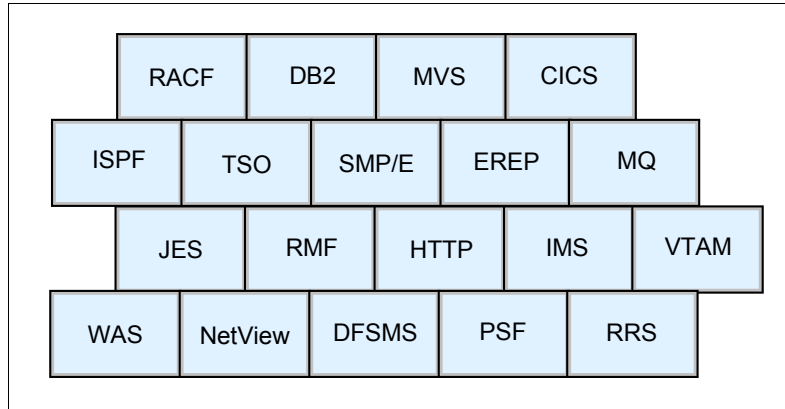 RACF DB2 MVS CICS
ISPF TSO SMP/E EREP MQ
JES RMF HTTP IMS VTAM
WAS NetView DFSMS PSF RRS